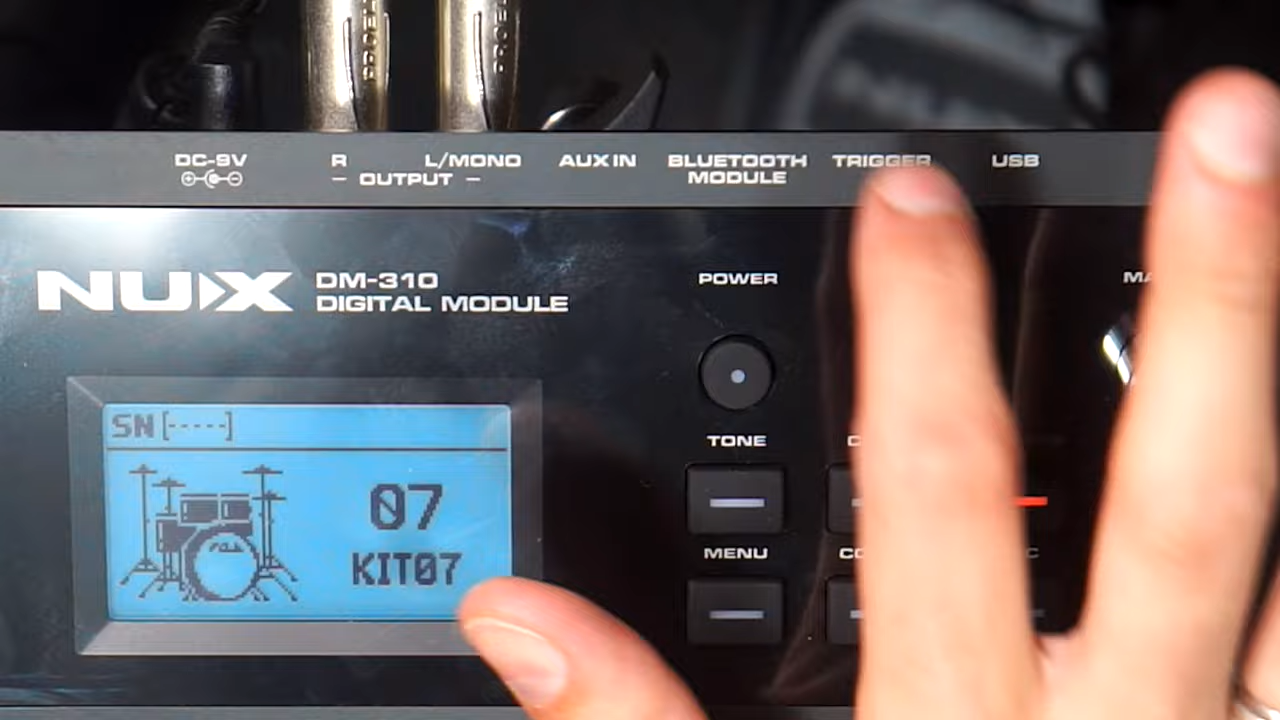 DC-9V
R
L/MONO
OUTPUT
AUX IN
BLUETOOTH
MODULE
TRIGGER
USB
NUX
DM-310
DIGITAL MODULE
POWER
SN[-----]
07
KIT07
TONE
MENU